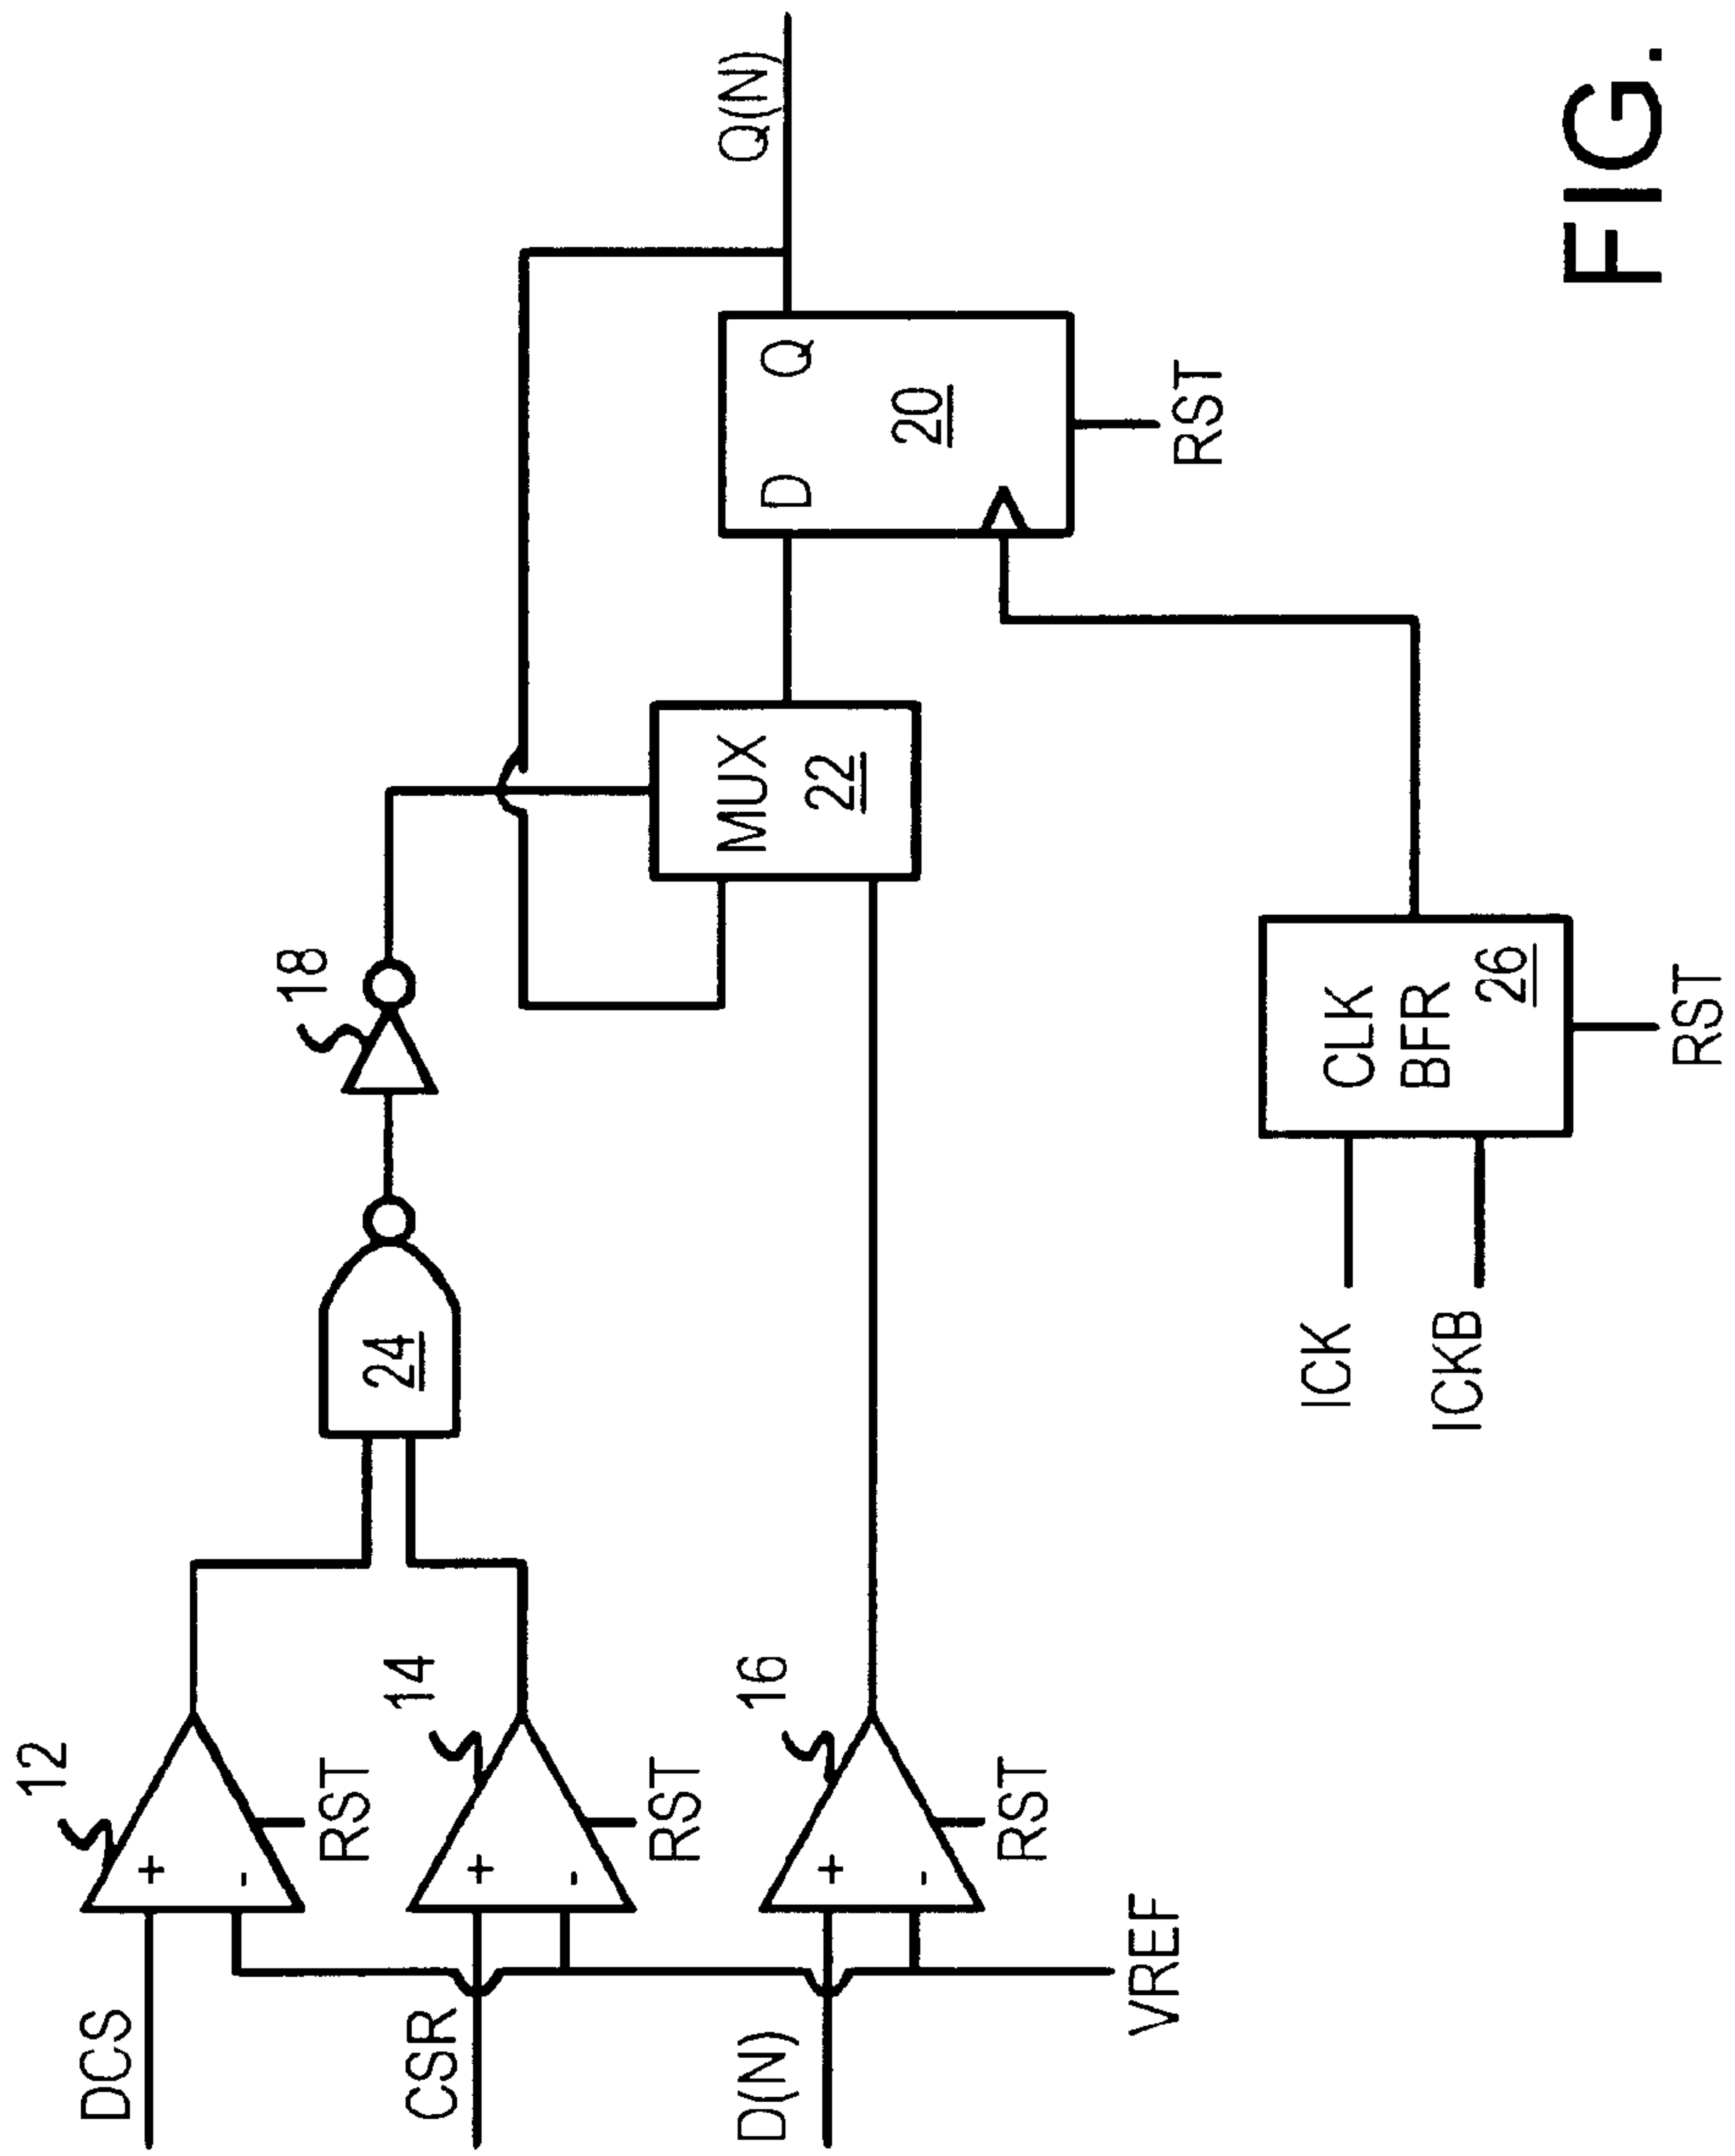 12
DCS
+
-
RST
14
CSR
+
-
RST
16
D(N)
+
-
RST
VREF
24
18
MUX
22
D Q
20
RST
Q(N)
ICK
ICKB
CLK
BFR
26
RST
FIG.